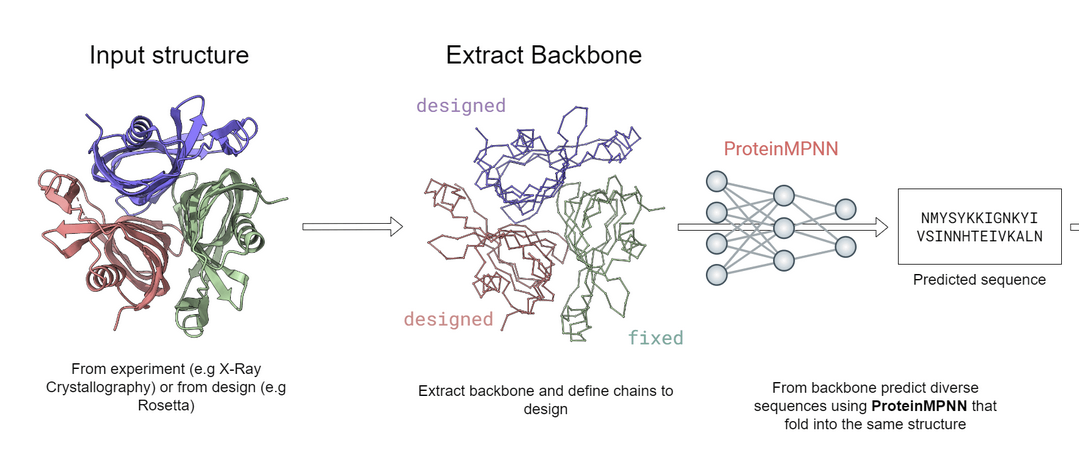 Input structure
Extract Backbone
designed
ProteinMPNN
NMYSYKKIGNKYI
VSINNHTEIVKALN
Predicted sequence
designed
fixed
From experiment (e.g X-Ray
Crystallography) or from design (e.g
Rosetta)
Extract backbone and define chains to
design
From backbone predict diverse
sequences using ProteinMPNN that
fold into the same structure